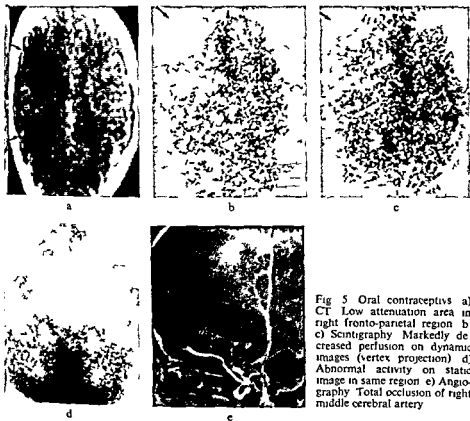 a
b
c
d
e
Fig 5 Oral contraceptivs a)
CT Low attenuation area in
right fronto-parietal region b
c) Scintigraphy Markedly de
creased perfusion on dynamic
images (vertex projection) d)
Abnormal activity on static
image in same region e) Angio-
graphy Total occlusion of right
middle cerebral artery